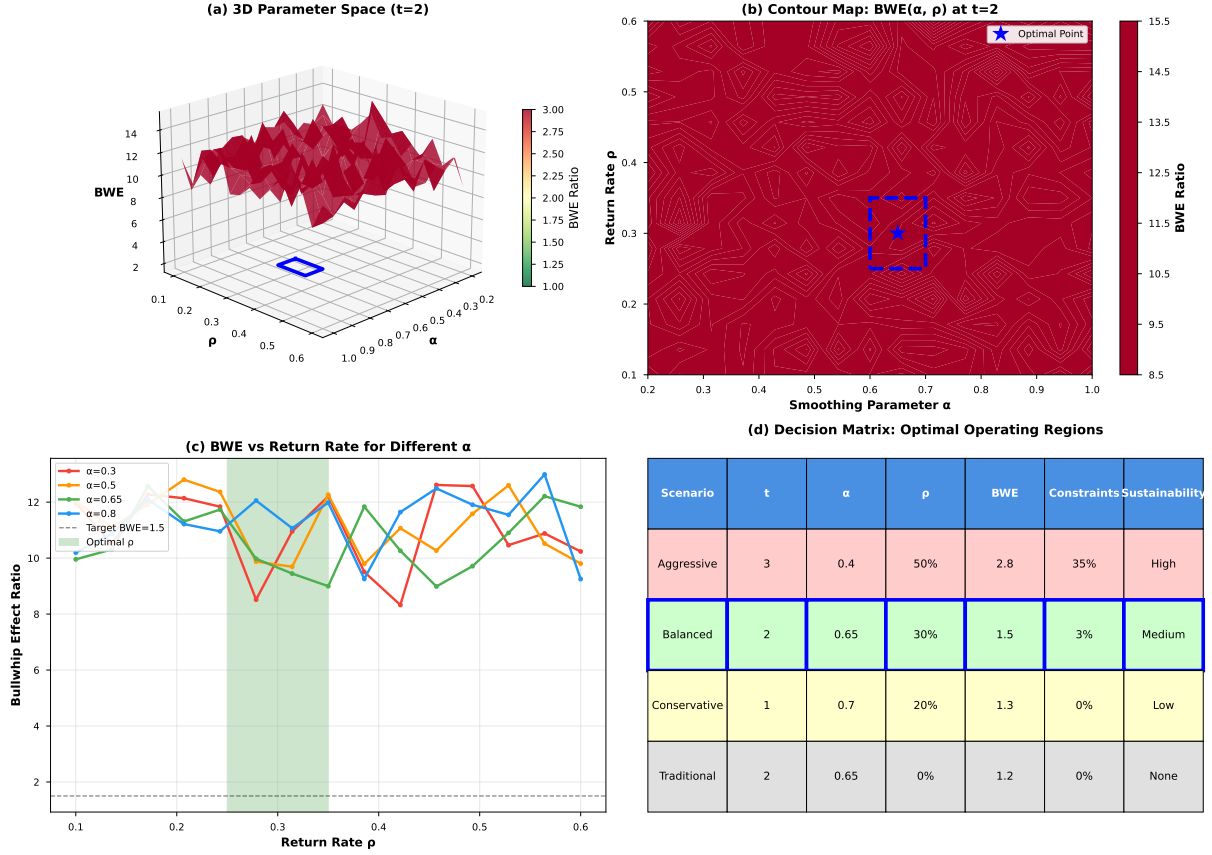 (a) 3D Parameter Space (t=2)
14
12
10
8
6
4
2
BWE
0.1
0.2
0.3
0.4
0.5
0.6
ρ
1.0
0.9
0.8
0.7
0.6
0.5
0.4
0.3
0.2
α
3.00
2.75
2.50
2.25
2.00
1.75
1.50
1.25
1.00
BWE Ratio
(b) Contour Map: BWE(α, ρ) at t=2
Optimal Point
0.6
0.5
0.4
0.3
0.2
0.1
Return Rate ρ
0.2 0.3 0.4 0.5 0.6 0.7 0.8 0.9 1.0
Smoothing Parameter α
15.5
14.5
13.5
12.5
11.5
10.5
9.5
8.5
BWE Ratio
(c) BWE vs Return Rate for Different α
α=0.3
α=0.5
α=0.65
α=0.8
Target BWE=1.5
Optimal ρ
12
10
8
6
4
2
Bullwhip Effect Ratio
0.1 0.2 0.3 0.4 0.5 0.6
Return Rate ρ
(d) Decision Matrix: Optimal Operating Regions
Scenario t α ρ BWE Constraints Sustainability
Aggressive 3 0.4 50% 2.8 35% High
Balanced 2 0.65 30% 1.5 3% Medium
Conservative 1 0.7 20% 1.3 0% Low
Traditional 2 0.65 0% 1.2 0% None